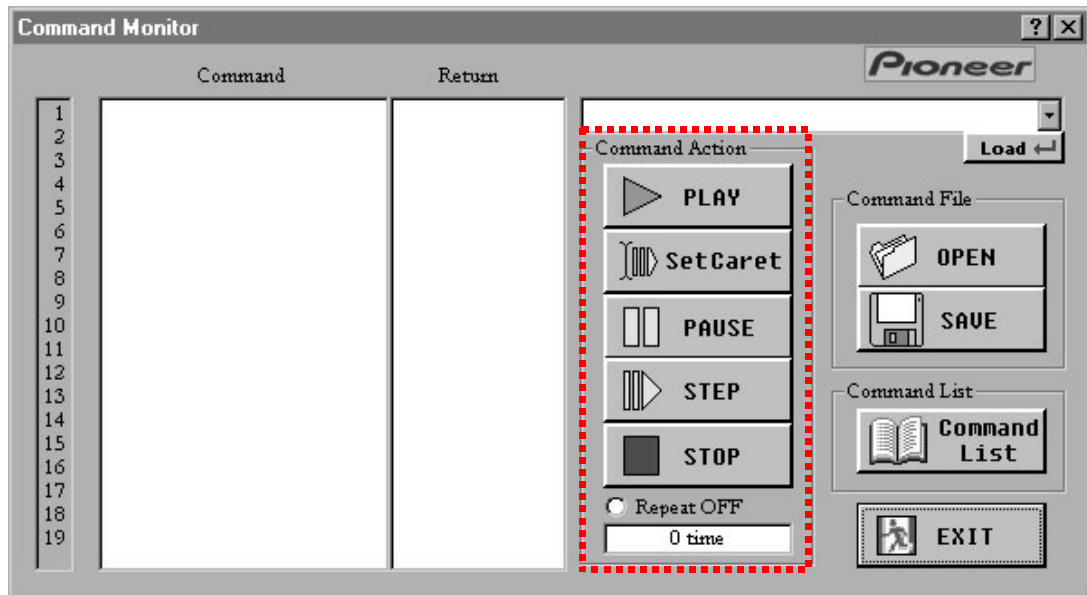 Command Monitor
? ×
Pioneer
Command Return
1
2
3
4
5
6
7
8
9
10
11
12
13
14
15
16
17
18
19
Load
Command Action
PLAY
SetCaret
PAUSE
STEP
STOP
Repeat OFF
0 time
Command File
OPEN
SAVE
Command List
Command
List
EXIT